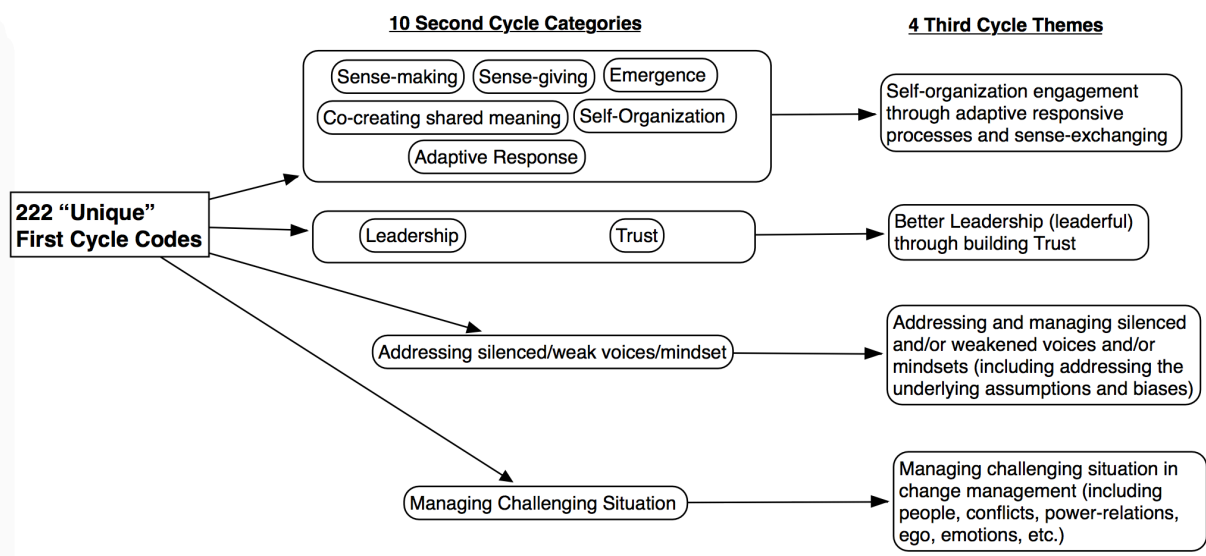 10 Second Cycle Categories
4 Third Cycle Themes
Sense-making
Sense-giving
Emergence
Co-creating shared meaning
Self-Organization
Adaptive Response
Self-organization engagement
through adaptive responsive
processes and sense-exchanging
222 “Unique”
First Cycle Codes
Leadership
Trust
Better Leadership (leaderful)
through building Trust
Addressing silenced/weak voices/mindset
Addressing and managing silenced
and/or weakened voices and/or
mindsets (including addressing the
underlying assumptions and biases)
Managing Challenging Situation
Managing challenging situation in
change management (including
people, conflicts, power-relations,
ego, emotions, etc.)